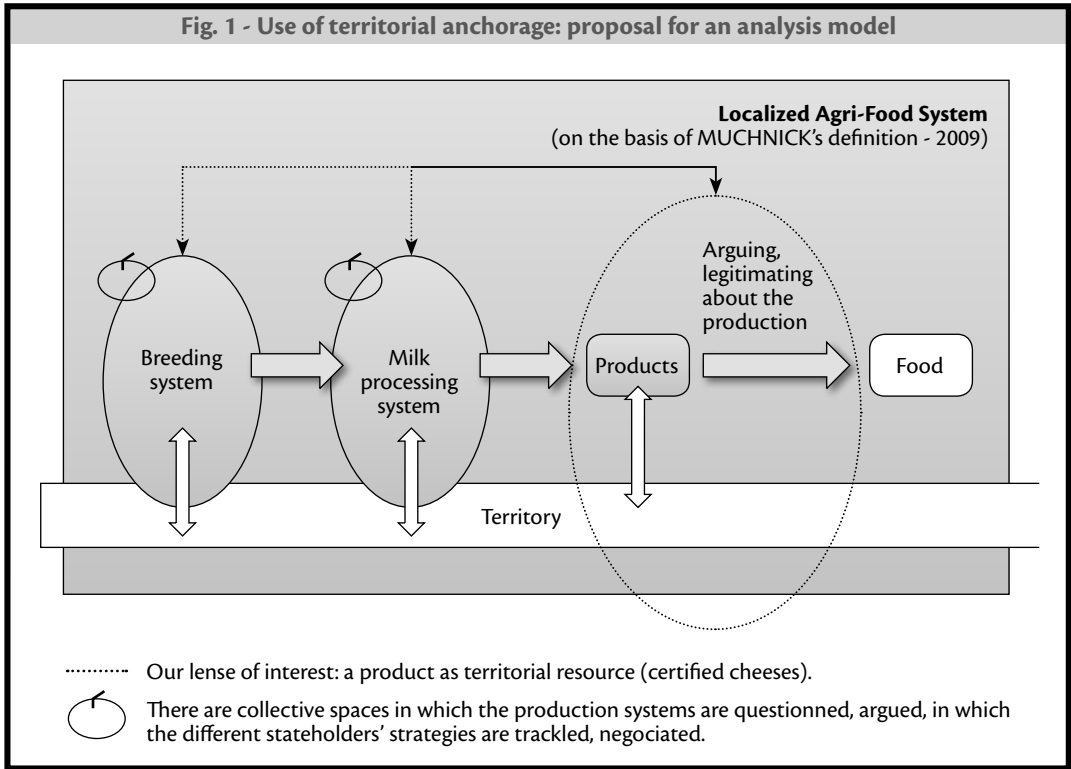 Fig. 1 - Use of territorial anchorage: proposal for an analysis model
Localized Agri-Food System
(on the basis of MUCHNICK's definition - 2009)
Arguing,
legitimating
about the
production
Breeding
system
Milk
processing
system
Products
Food
Territory
Our lense of interest: a product as territorial resource (certified cheeses).
There are collective spaces in which the production systems are questionned, argued, in which
the different stateholders' strategies are trackled, negociated.